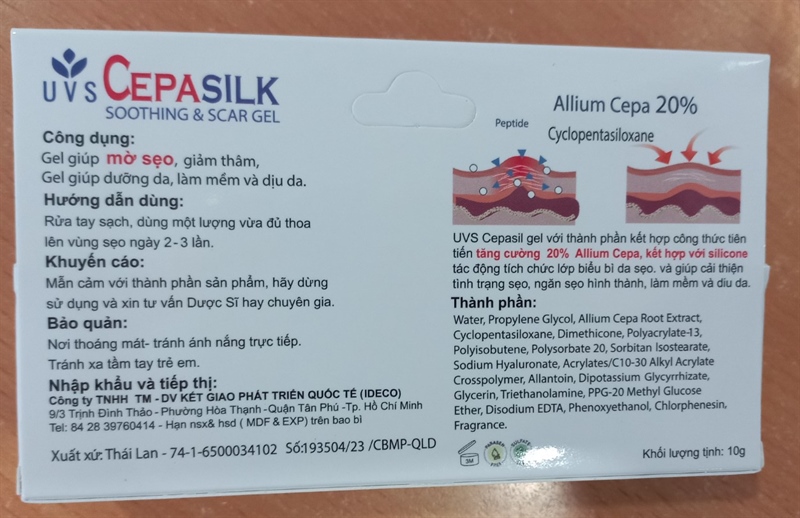 UVS CEPASILK
SOOTHING & SCAR GEL
Công dụng:
Gel giúp mờ sẹo, giảm thâm,
Gel giúp dưỡng da, làm mềm và dịu da.
Hướng dẫn dùng:
Rửa tay sạch, dùng một lượng vừa đủ thoa
lên vùng sẹo ngày 2-3 lần.
Khuyến cáo:
Mẫn cảm với thành phần sản phẩm, hãy dừng
sử dụng và xin tư vấn Dược Sĩ hay chuyên gia.
Bảo quản:
Nơi thoáng mát- tránh ánh nắng trực tiếp.
Tránh xa tầm tay trẻ em.
Nhập khẩu và tiếp thị:
Công ty TNHH TM - DV KẾT GIAO PHÁT TRIỂN QUỐC TẾ (IDECO)
9/3 Trịnh Đình Thảo - Phường Hòa Thạnh -Quận Tân Phú -Tp. Hồ Chí Minh
Tel: 84 28 39760414 - Hạn nsx& hsd ( MDF & EXP) trên bao bì
Xuất xứ: Thái Lan - 74-1-6500034102 Số:193504/23 /CBMP-QLD
Allium Cepa 20%
Peptide
Cyclopentasiloxane
UVS Cepasil gel với thành phần kết hợp công thức tiên
tiến tăng cường 20% Allium Cepa, kết hợp với silicone
tác động tích chức lớp biểu bì da sẹo. và giúp cải thiện
tình trạng sẹo, ngăn sẹo hình thành, làm mềm và dịu da.
Thành phần:
Water, Propylene Glycol, Allium Cepa Root Extract,
Cyclopentasiloxane, Dimethicone, Polyacrylate-13,
Polyisobutene, Polysorbate 20, Sorbitan Isostearate,
Sodium Hyaluronate, Acrylates/C10-30 Alkyl Acrylate
Crosspolymer, Allantoin, Dipotassium Glycyrrhizate,
Glycerin, Triethanolamine, PPG-20 Methyl Glucose
Ether, Disodium EDTA, Phenoxyethanol, Chlorphenesin,
Fragrance.
3M
PARABEN FREE
Khối lượng tịnh: 10g